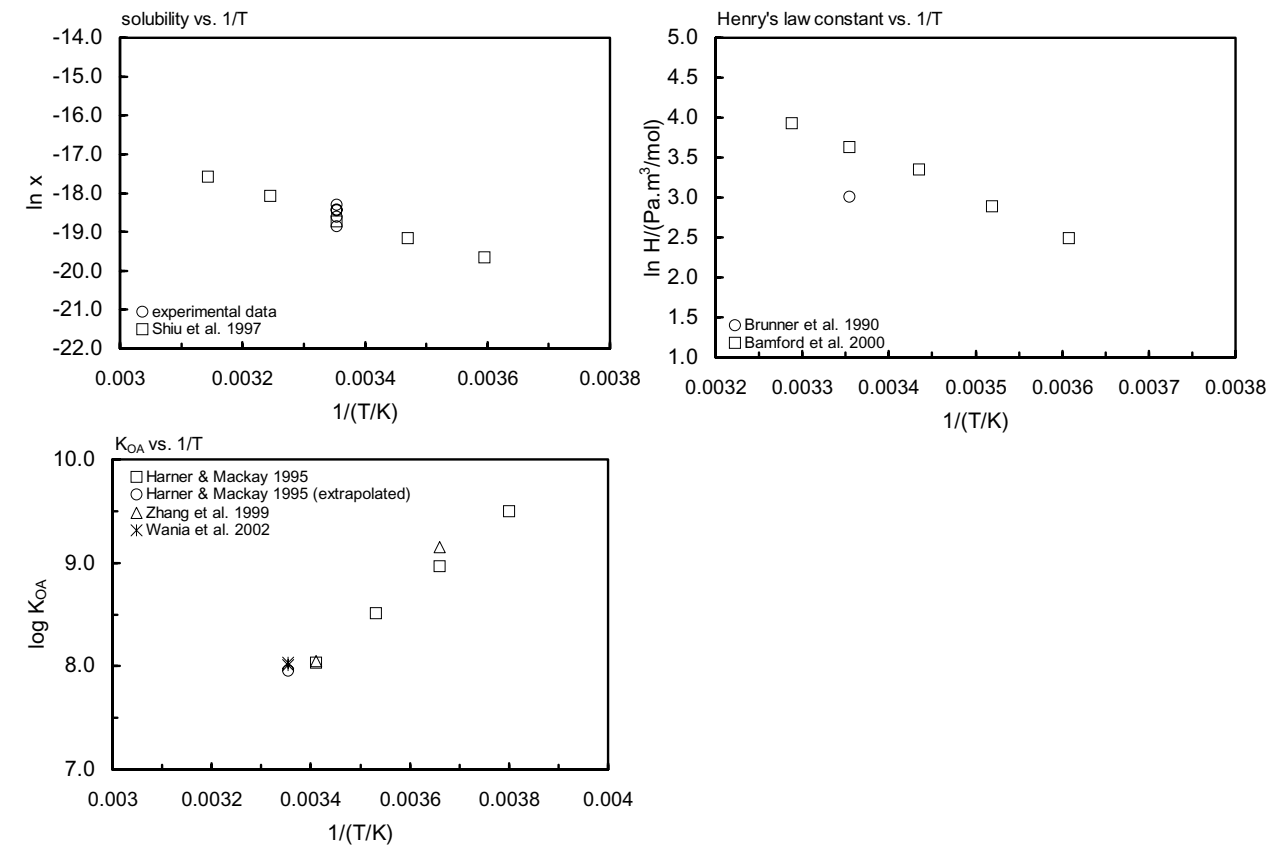 solubility vs. 1/T
-14.0
-15.0
-16.0
-17.0
-18.0
-19.0
-20.0
-21.0
-22.0
ln x
experimental data
Shiu et al. 1997
0.003 0.0032 0.0034 0.0036 0.0038
1/(T/K)
Henry's law constant vs. 1/T
5.0
4.5
4.0
3.5
3.0
2.5
2.0
1.5
1.0
ln H/(Pa.m³/mol)
Brunner et al. 1990
Bamford et al. 2000
0.0032 0.0033 0.0034 0.0035 0.0036 0.0037 0.0038
1/(T/K)
K_OA vs. 1/T
10.0
9.0
8.0
7.0
log K_OA
Harner & Mackay 1995
Harner & Mackay 1995 (extrapolated)
Zhang et al. 1999
Wania et al. 2002
0.003 0.0032 0.0034 0.0036 0.0038 0.004
1/(T/K)